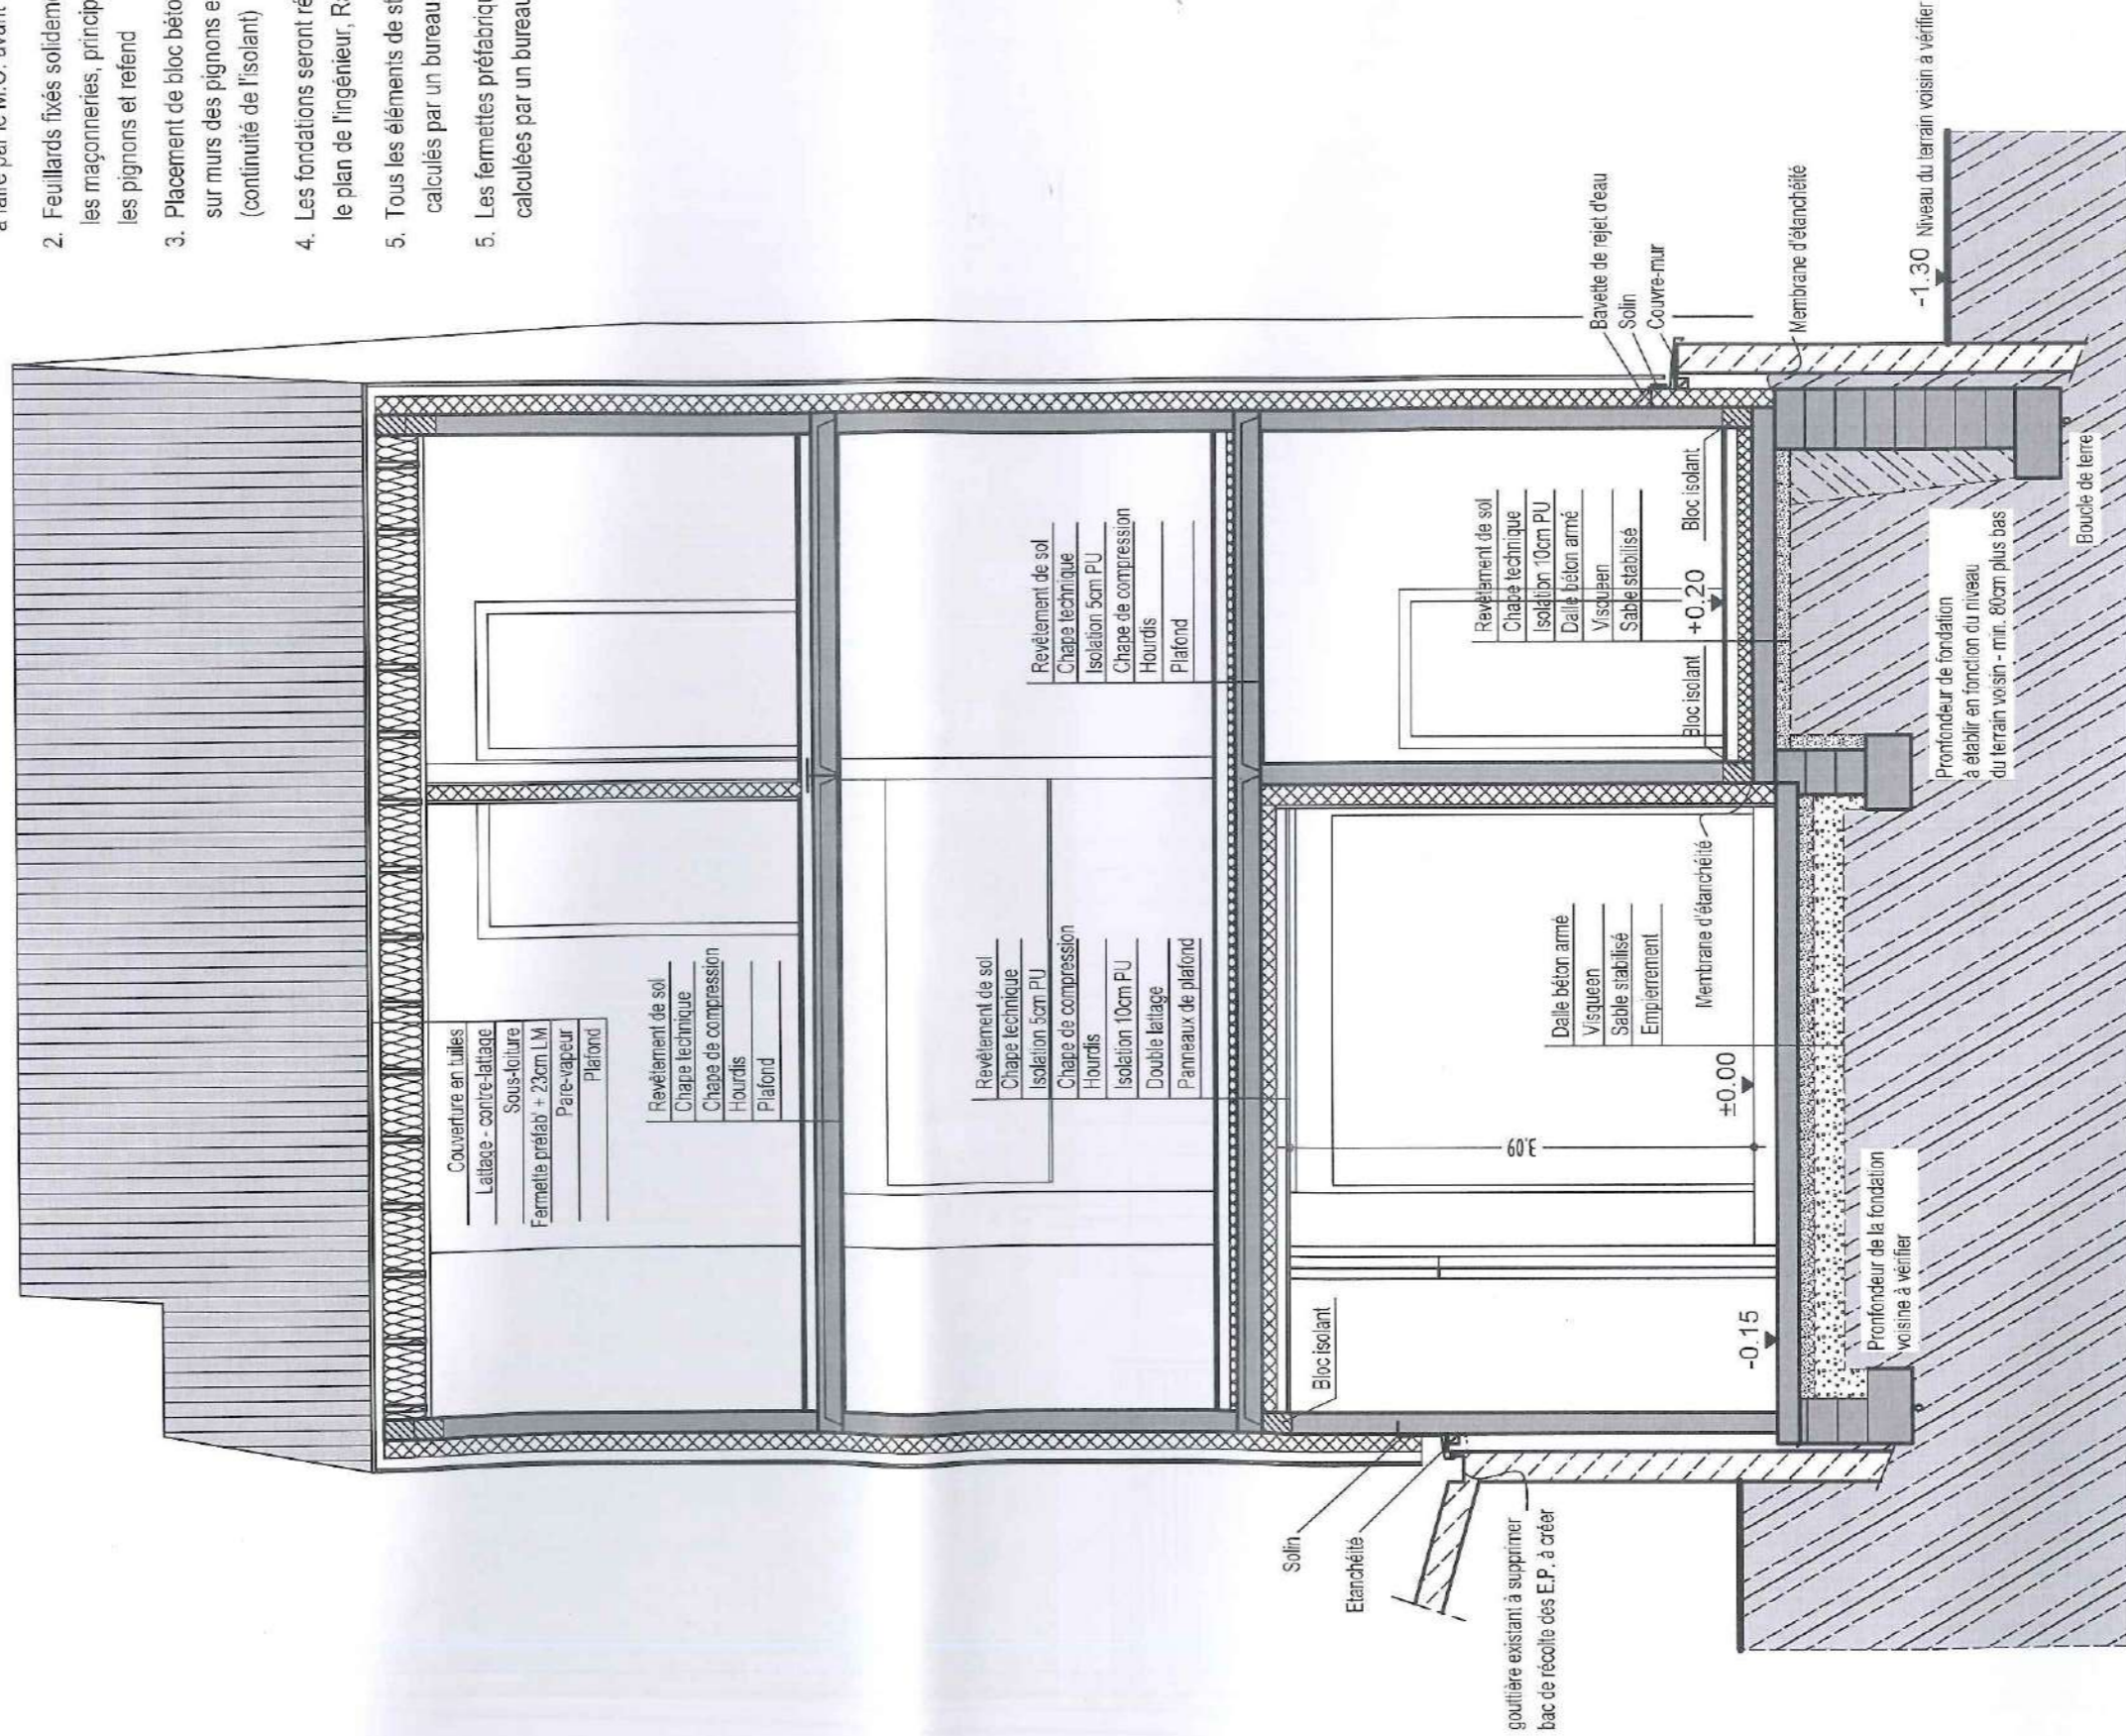 à faire par le M.O. avant
2. Feuillards fixés solideme
les maçonneries, princip
les pignons et refend
3. Placement de bloc béto
sur murs des pignons e
(continuité de l'isolant)
4. Les fondations seront ré
le plan de l'ingénieur, Ra
5. Tous les éléments de st
calculés par un bureau
5. Les fermettes préfabriqu
calculées par un bureau
Couverture en tuiles
Lattage - contre-lattage
Sous-toiture
Fermette préfab' + 23cm LM
Pare-vapeur
Plafond
Revêtement de sol
Chape technique
Chape de compression
Hourdis
Plafond
Revêtement de sol
Chape technique
Isolation 5cm PU
Chape de compression
Hourdis
Isolation 10cm PU
Double lattage
Panneaux de plafond
Revêtement de sol
Chape technique
Isolation 5cm PU
Chape de compression
Hourdis
Plafond
Solin
Etanchéité
gouttière existant à supprimer
bac de récolte des E.P. à créer
Bloc isolant
3.09
-0.15
±0.00
Dalle béton armé
Visqueen
Sable stabilisé
Empierrement
Membrane d'étanchéité
Revêtement de sol
Chape technique
Isolation 10cm PU
Dalle béton armé
Viscueen
Sable stabilisé
Bloc isolant
+0.20
Bloc isolant
Bavette de rejet d'eau
Solin
Couvre-mur
Membrane d'étanchéité
-1.30 Niveau du terrain voisin à vérifier
Pronfondeur de la fondation
voisine à vérifier
Pronfondeur de fondation
à établir en fonction du niveau
du terrain voisin - min. 80cm plus bas
Boucle de terre